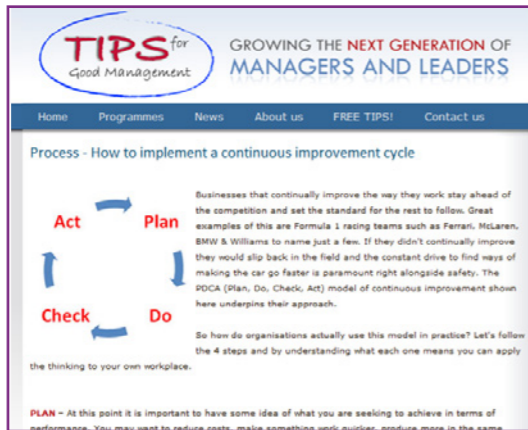 TIPS for
Good Management
GROWING THE NEXT GENERATION OF
MANAGERS AND LEADERS
Home Programmes News About us FREE TIPS! Contact us
Process - How to implement a continuous improvement cycle
Act Plan
Check Do
Businesses that continually improve the way they work stay ahead of
the competition and set the standard for the rest to follow. Great
examples of this are Formula 1 racing teams such as Ferrari, McLaren,
BMW & Williams to name just a few. If they didn't continually improve
they would slip back in the field and the constant drive to find ways of
making the car go faster is paramount right alongside safety. The
PDCA (Plan, Do, Check, Act) model of continuous improvement shown
here underpins their approach.
So how do organisations actually use this model in practice? Let's follow
the 4 steps and by understanding what each one means you can apply
the thinking to your own workplace.
PLAN – At this point it is important to have some idea of what you are seeking to achieve in terms of
performance. You may want to reduce costs, make something work quicker, produce more in the same